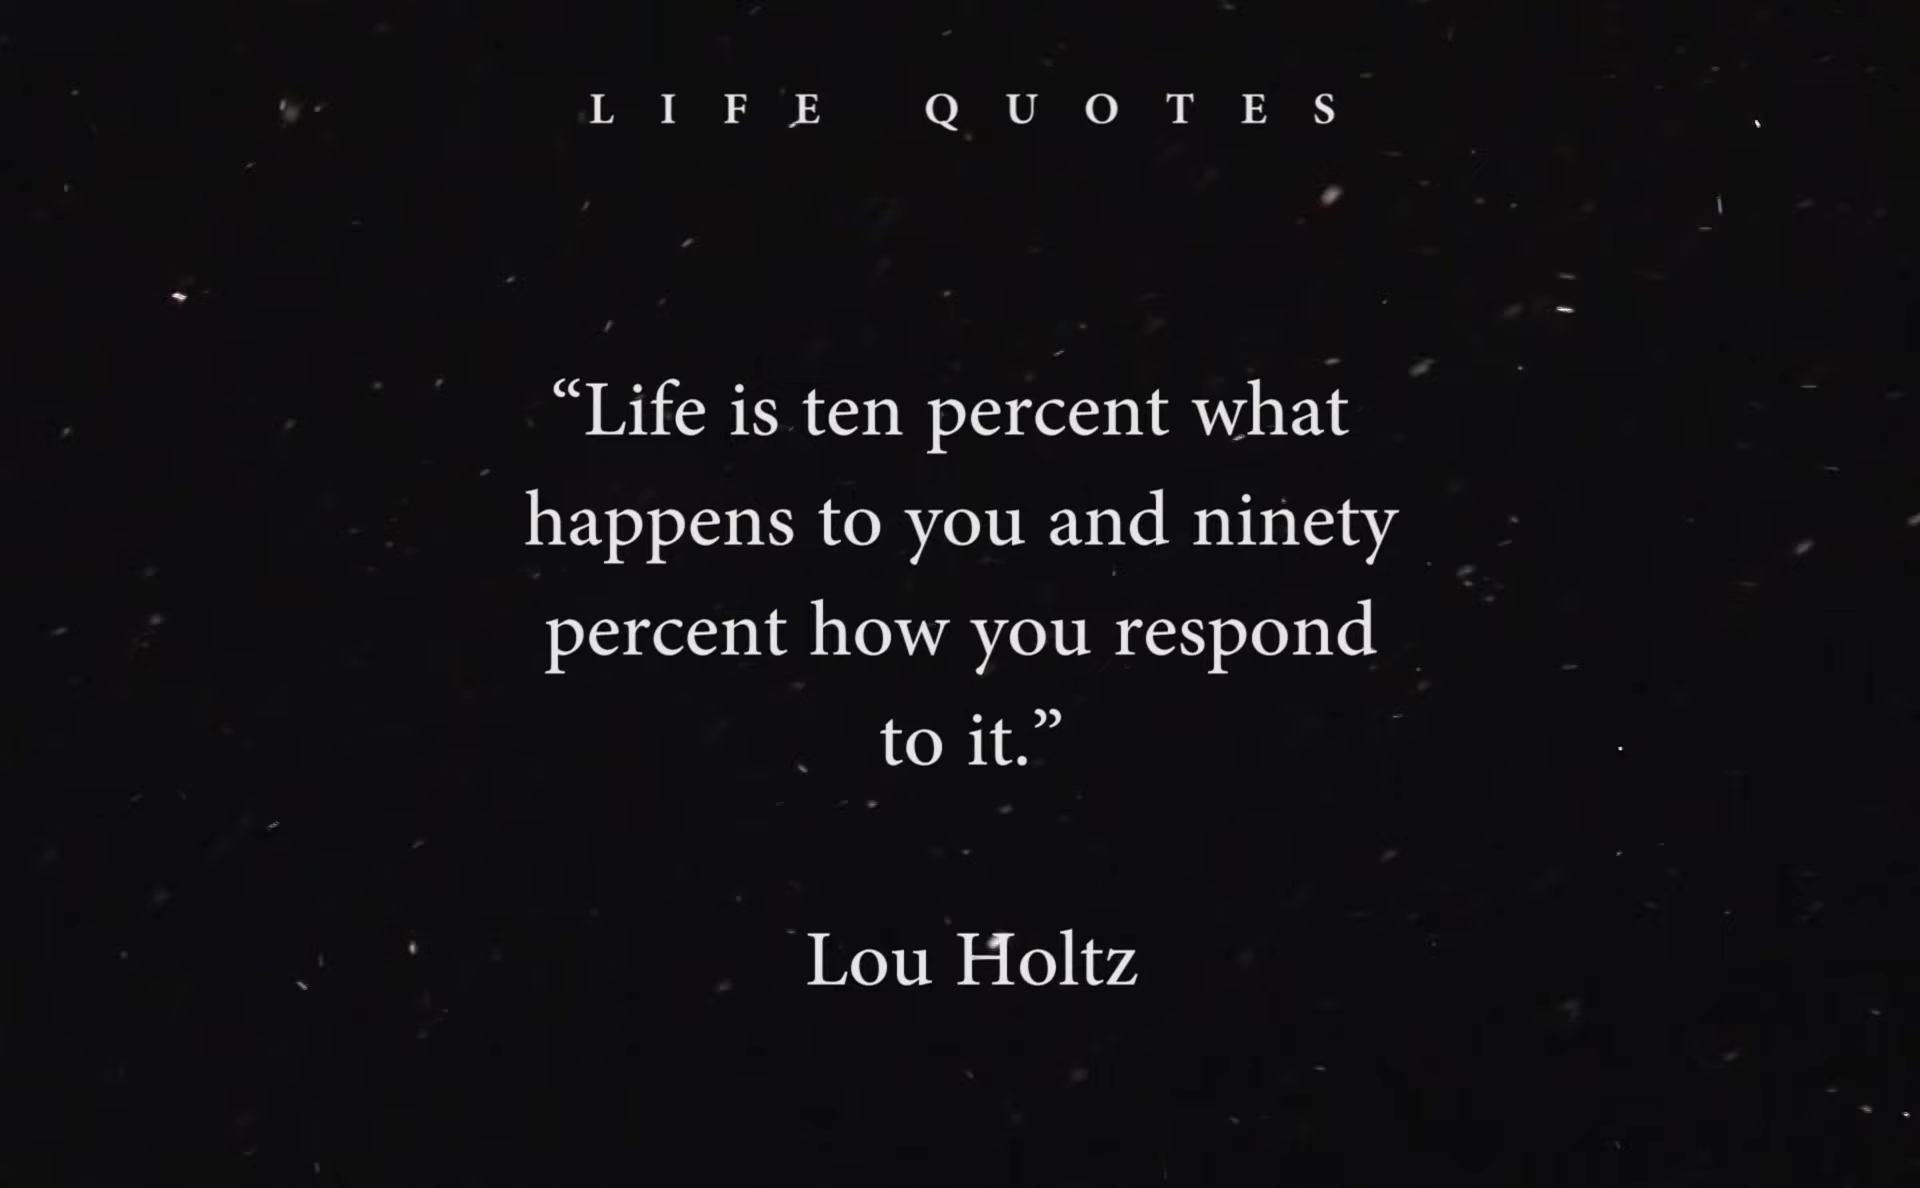 LIFE QUOTES
“Life is ten percent what
happens to you and ninety
percent how you respond
to it.”
Lou Holtz